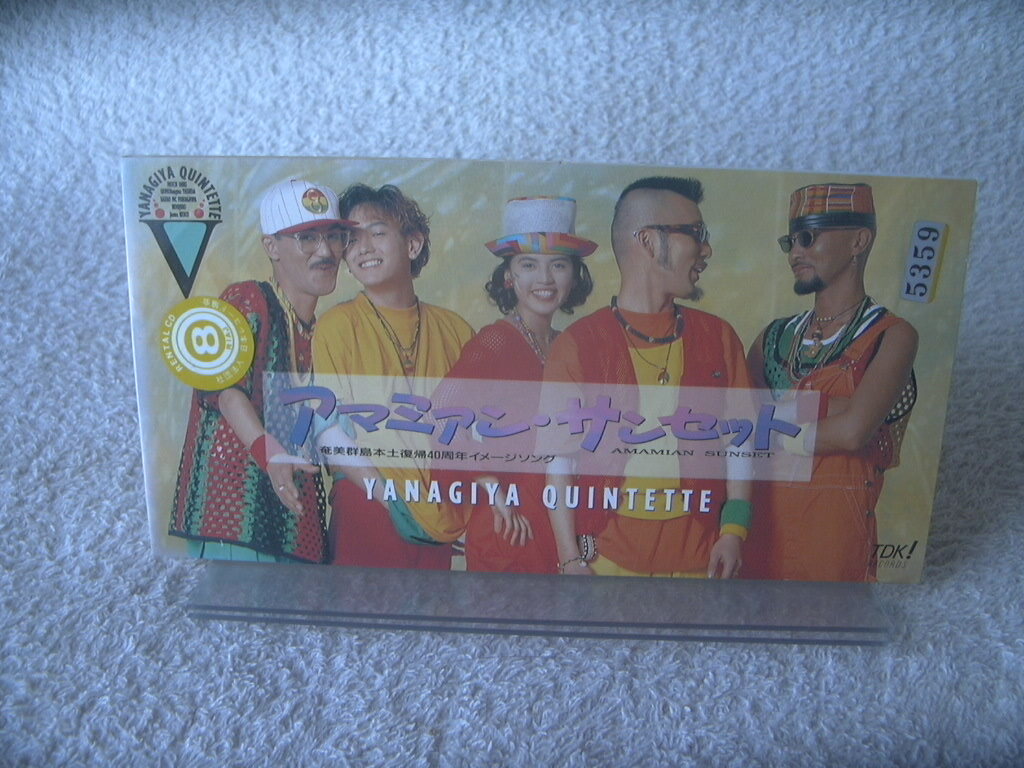 YANAGIYA QUINTETTE
RENTAL CD
8
5359
アマミアン・サンセット
奄美群島本土復帰40周年イメージソング
AMAMIAN SUNSET
YANAGIYA QUINTETTE
TDK!
RECORDS